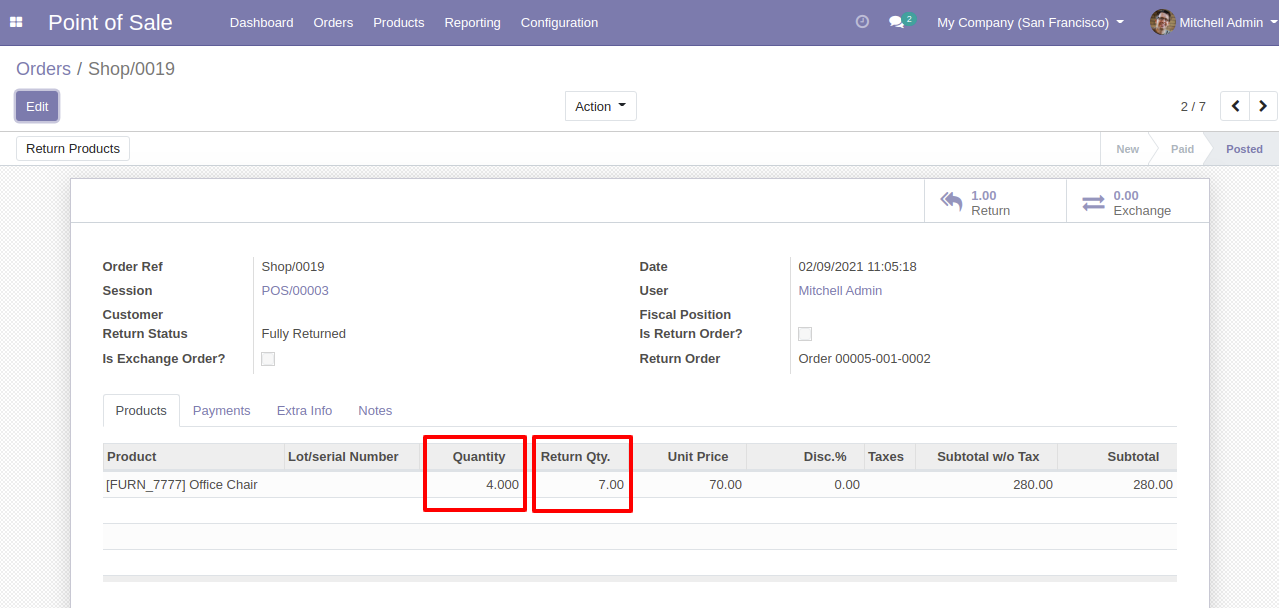 Point of Sale Dashboard Orders Products Reporting Configuration 2 My Company (San Francisco) Mitchell Admin
Orders / Shop/0019
Edit Action 2 / 7
Return Products New Paid Posted
1.00 Return 0.00 Exchange
Order Ref Shop/0019 Date 02/09/2021 11:05:18
Session POS/00003 User Mitchell Admin
Customer Fiscal Position
Return Status Fully Returned Is Return Order?
Is Exchange Order? Return Order Order 00005-001-0002
Products Payments Extra Info Notes
Product Lot/serial Number Quantity Return Qty. Unit Price Disc.% Taxes Subtotal w/o Tax Subtotal
[FURN_7777] Office Chair 4.000 7.00 70.00 0.00 280.00 280.00